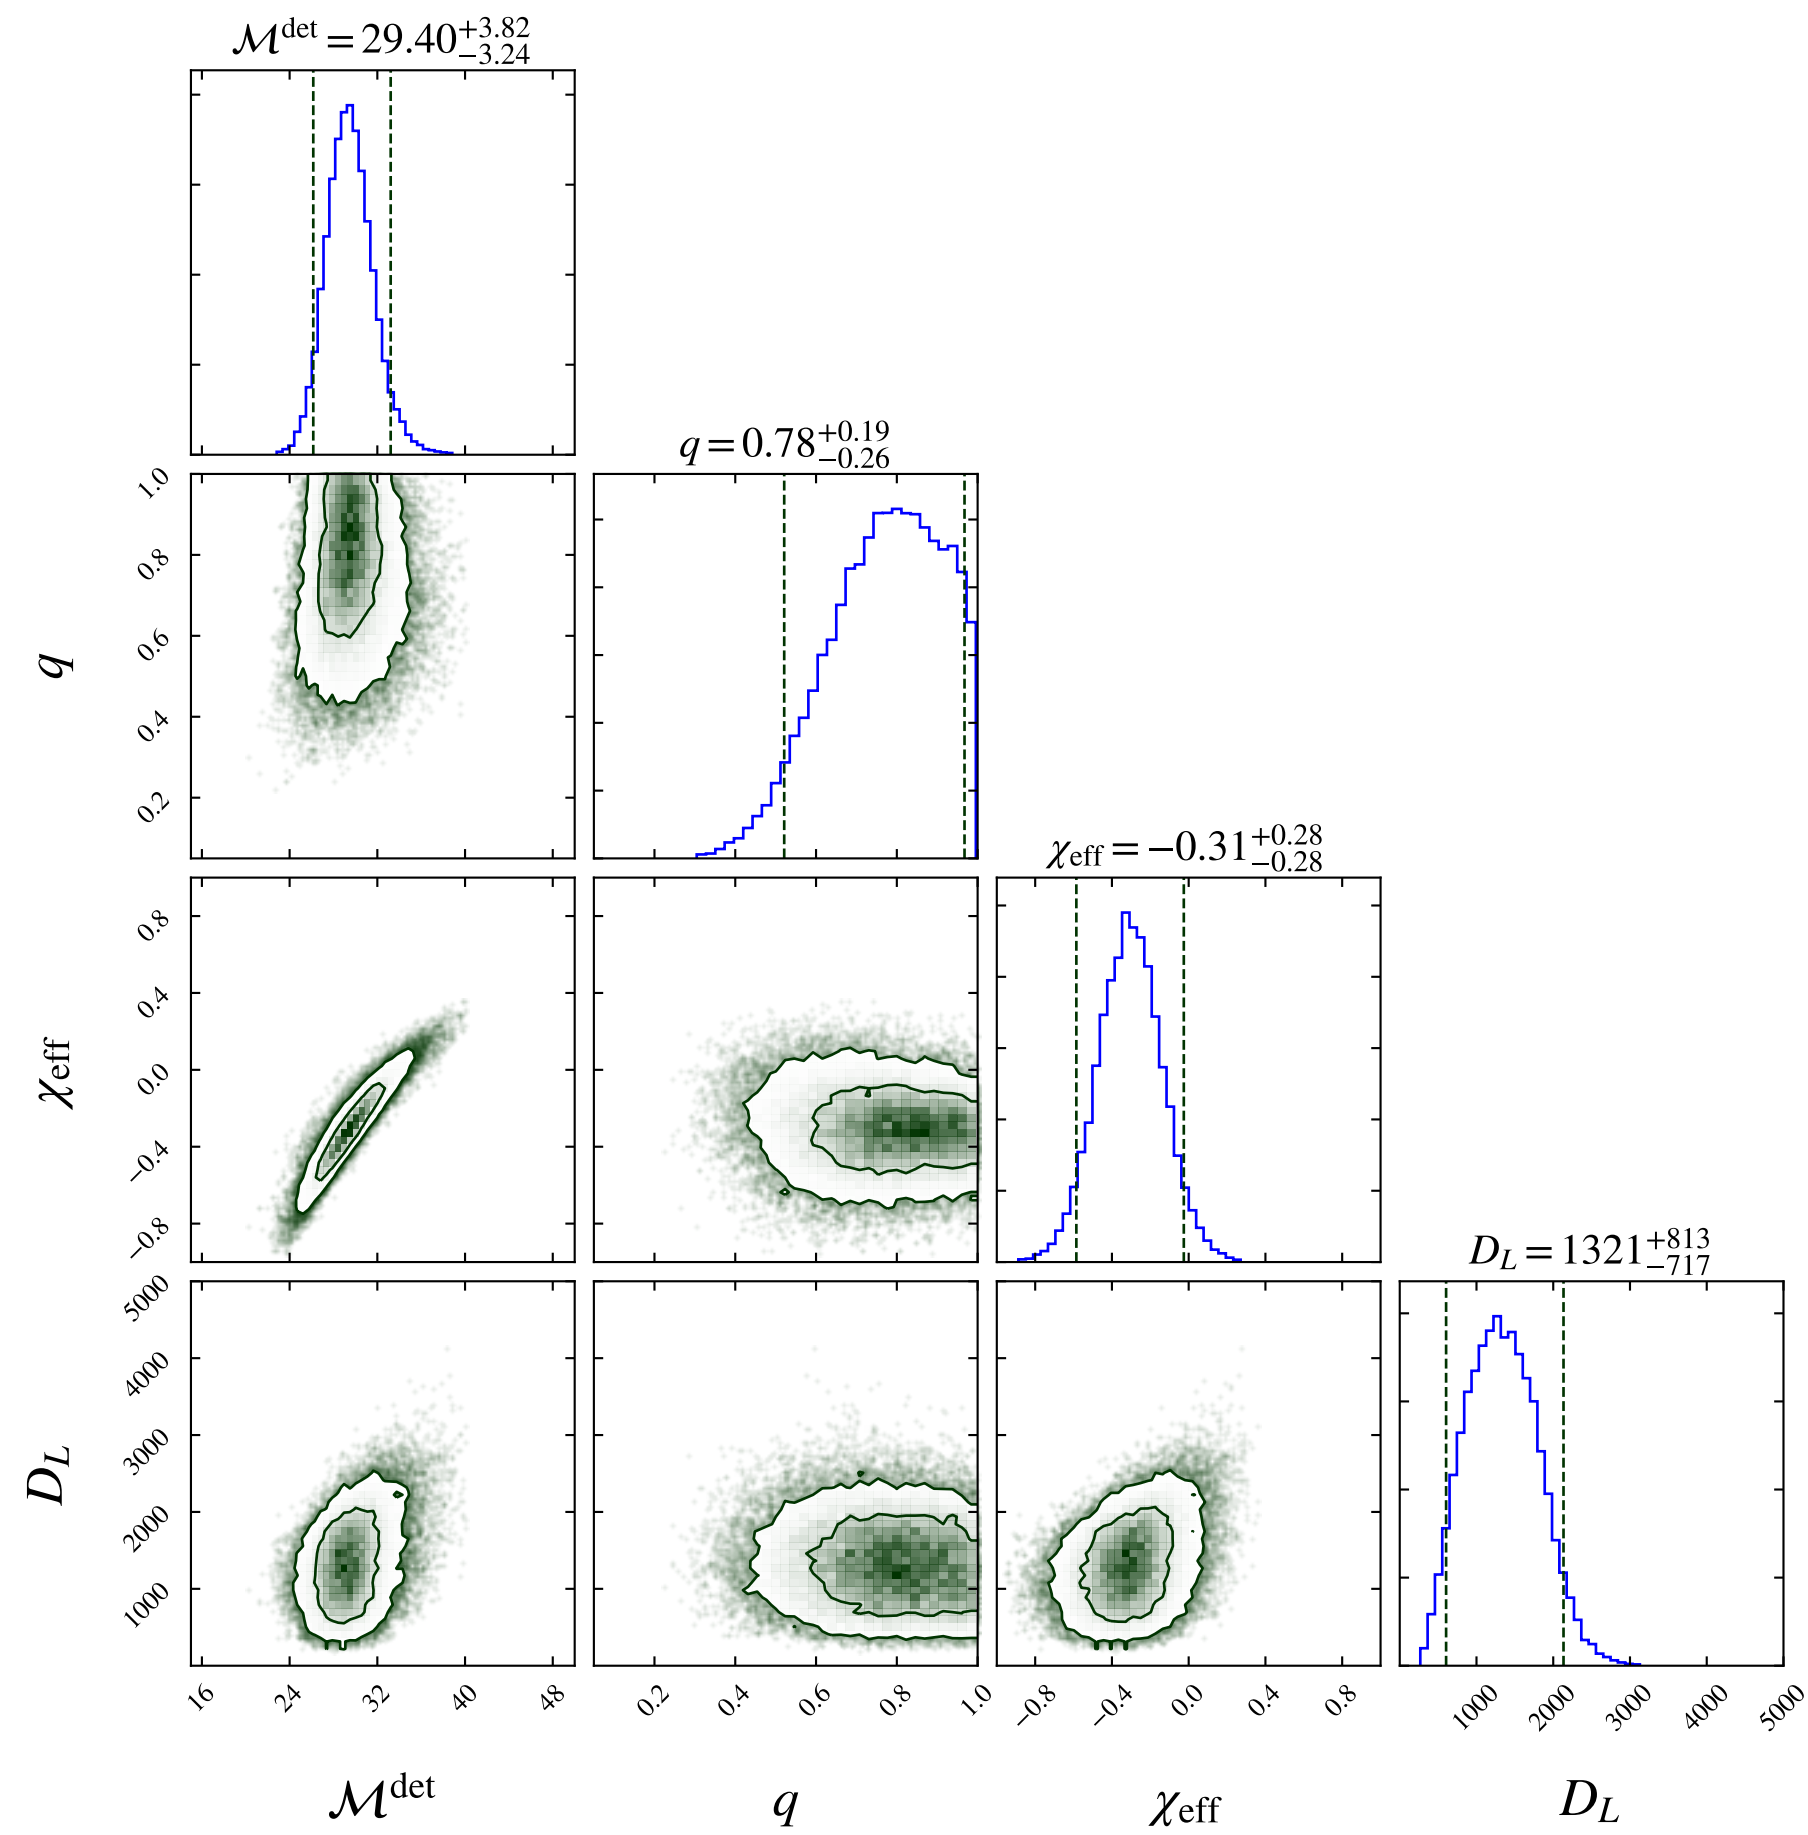 ℳ^det = 29.40 +3.82 −3.24
q = 0.78 +0.19 −0.26
1.0
0.8
0.6
0.4
0.2
q
χeff = −0.31 +0.28 −0.28
0.8
0.4
0.0
−0.4
−0.8
χeff
D_L = 1321 +813 −717
5000
4000
3000
2000
1000
D_L
16 24 32 40 48 0.2 0.4 0.6 0.8 1.0 −0.8 −0.4 0.0 0.4 0.8 1000 2000 3000 4000 5000
ℳ^det q χeff D_L